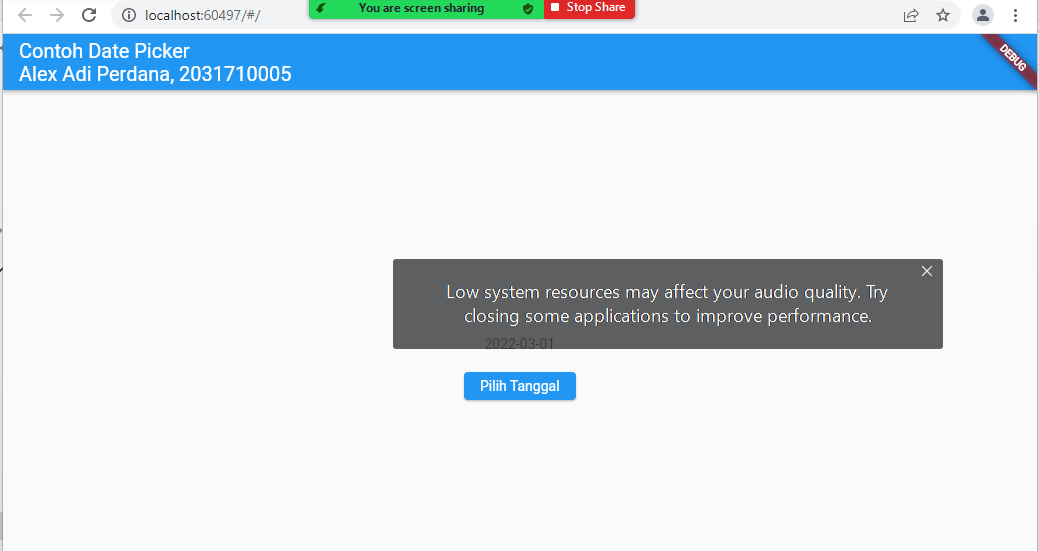 localhost:60497/#/
You are screen sharing
Stop Share
Contoh Date Picker
Alex Adi Perdana, 2031710005
DEBUG
Low system resources may affect your audio quality. Try
closing some applications to improve performance.
2022-03-01
Pilih Tanggal